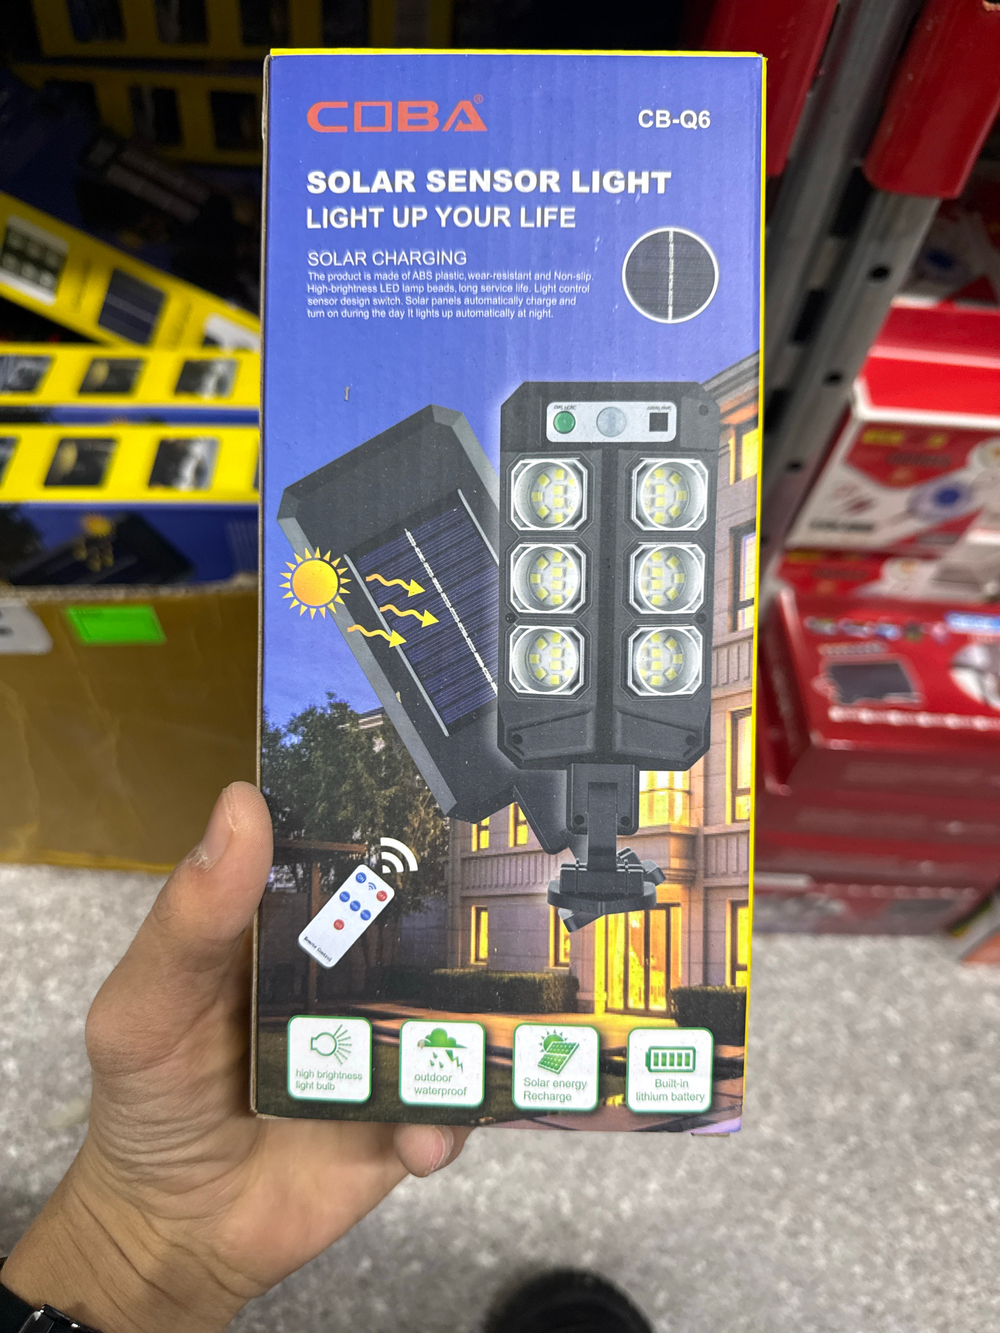 COBA®
CB-Q6
SOLAR SENSOR LIGHT
LIGHT UP YOUR LIFE
SOLAR CHARGING
The product is made of ABS plastic, wear-resistant and Non-slip.
High-brightness LED lamp beads, long service life. Light control
sensor design switch. Solar panels automatically charge and
turn on during the day It lights up automatically at night.
Remote Control
high brightness
light bulb
outdoor
waterproof
Solar energy
Recharge
Built-in
lithium battery